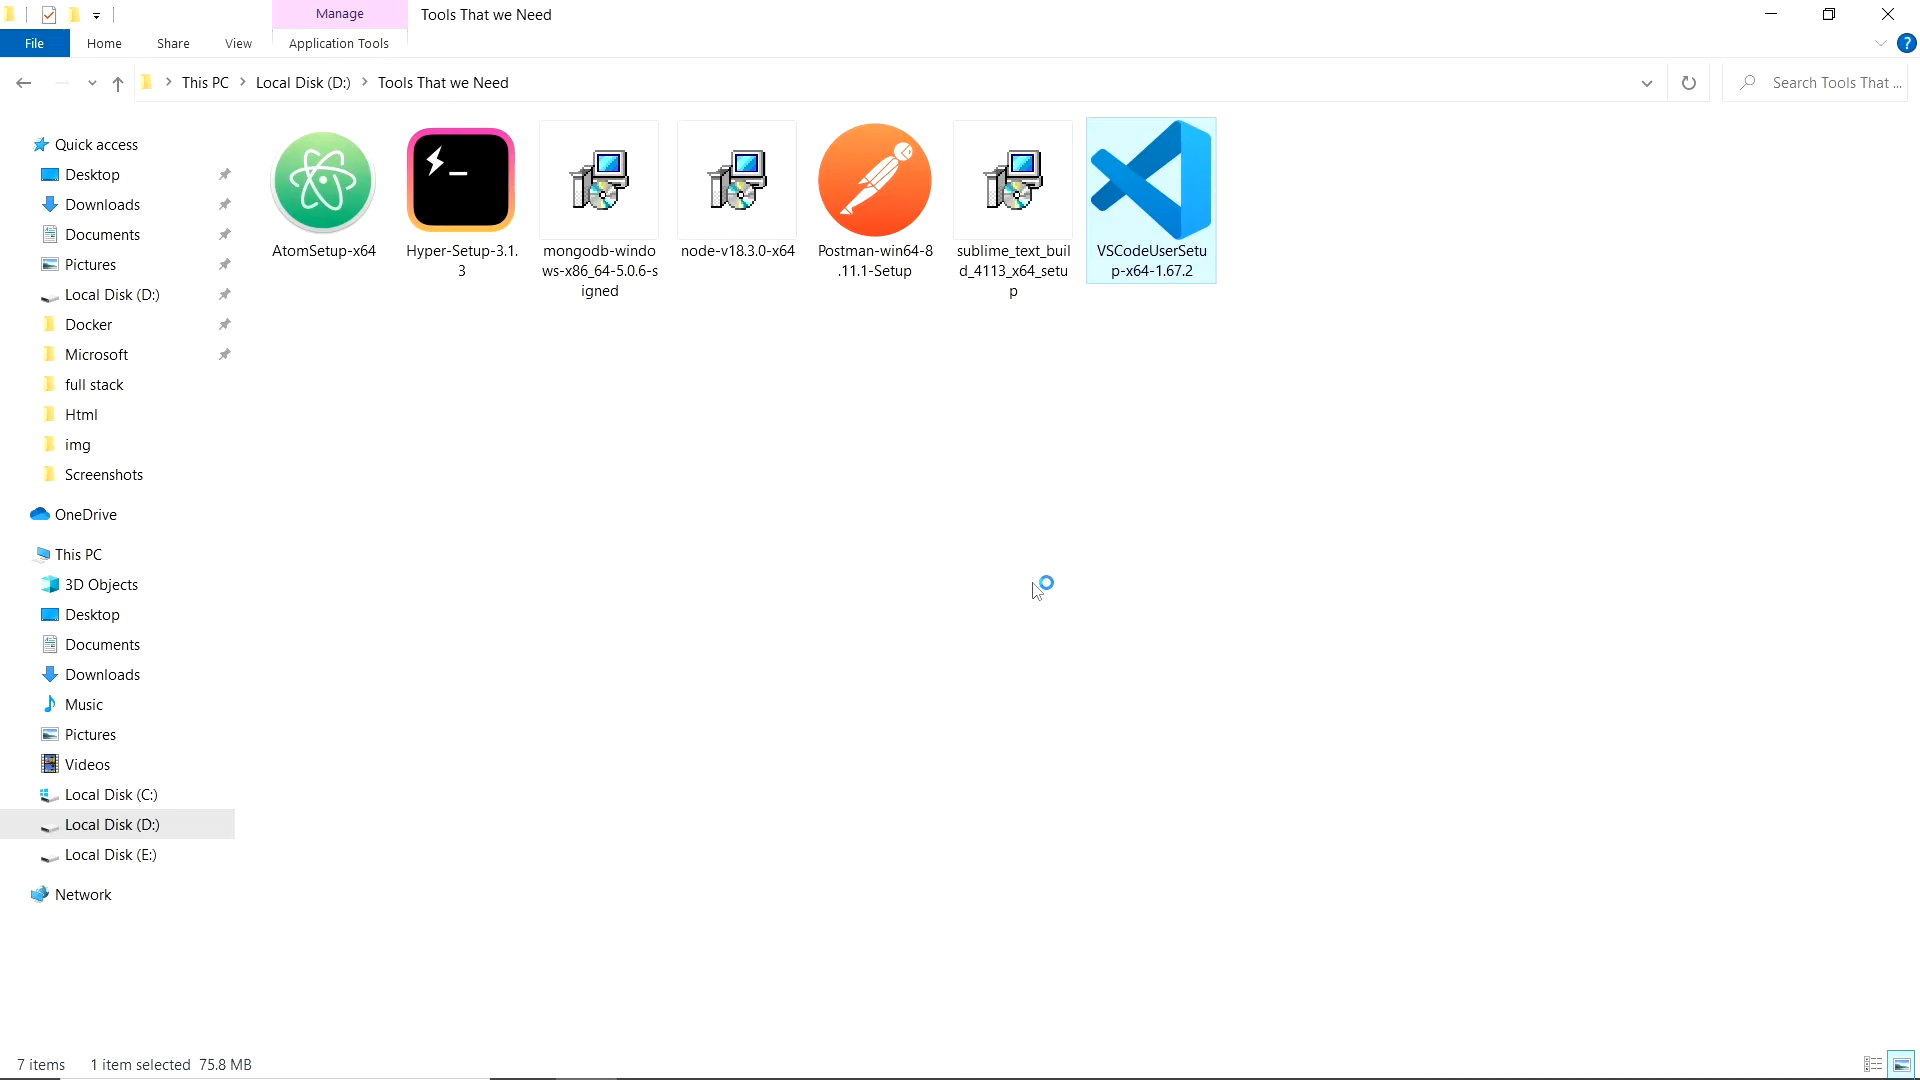 Manage
Tools That we Need
File
Home
Share
View
Application Tools
?
This PC
Local Disk (D:)
Tools That we Need
Search Tools That ...
Quick access
Desktop
Downloads
Documents
Pictures
Local Disk (D:)
Docker
Microsoft
full stack
Html
img
Screenshots
OneDrive
This PC
3D Objects
Desktop
Documents
Downloads
Music
Pictures
Videos
Local Disk (C:)
Local Disk (D:)
Local Disk (E:)
Network
AtomSetup-x64
Hyper-Setup-3.1.
3
mongodb-windo
ws-x86_64-5.0.6-s
igned
node-v18.3.0-x64
Postman-win64-8
.11.1-Setup
sublime_text_buil
d_4113_x64_setu
p
VSCodeUserSetu
p-x64-1.67.2
7 items
1 item selected
75.8 MB